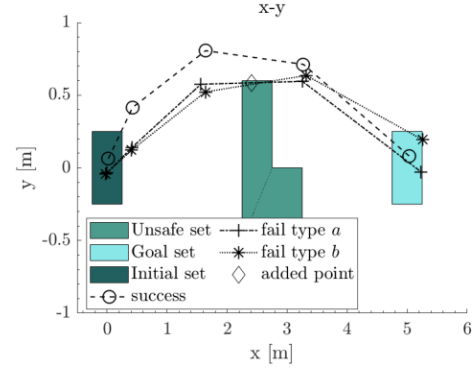 x-y
1
0.5
0
-0.5
-1
y [m]
Unsafe set
Goal set
Initial set
success
fail type a
fail type b
added point
0 1 2 3 4 5 6
x [m]